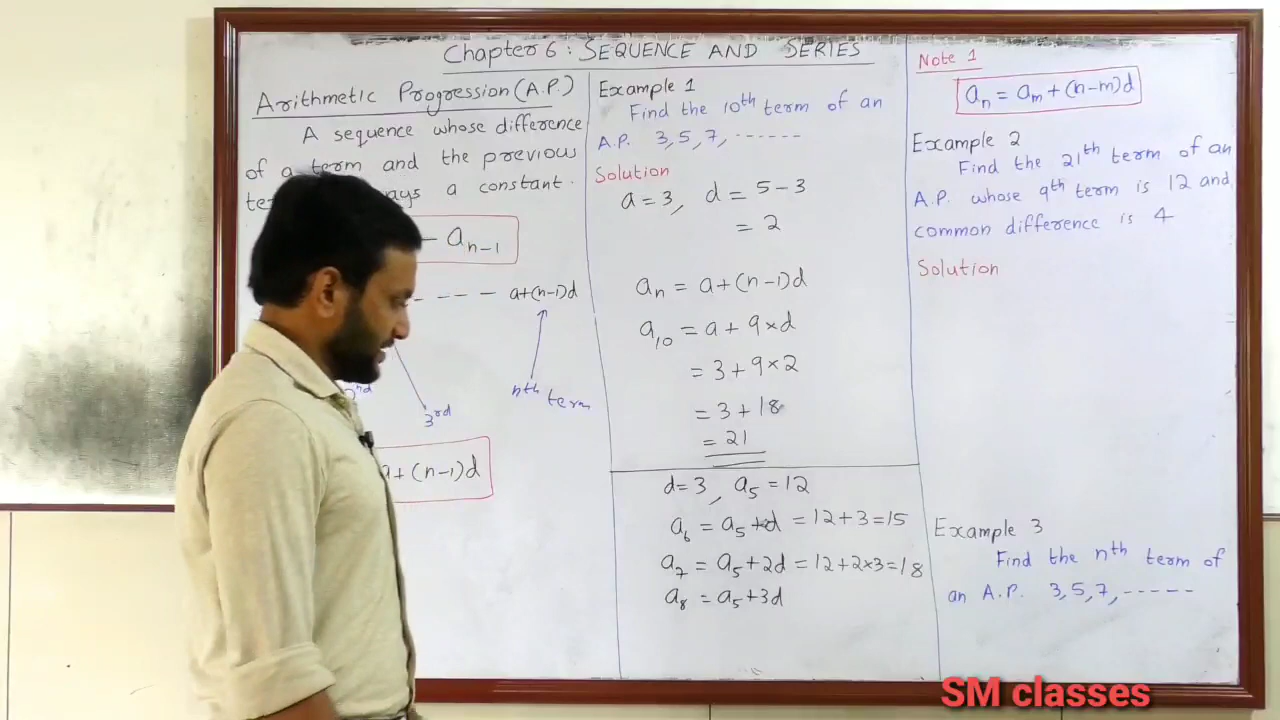 Chapter 6 : SEQUENCE AND SERIES
Arithmetic Progression (A.P.)
A sequence whose difference
of a term and the previous
a constant.
- a_{n-1}
- - - - a+(n-1)d
nth term
3rd
a+(n-1)d
Example 1
Find the 10th term of an
A.P. 3, 5, 7, ------
Solution
a = 3, d = 5 - 3
= 2
a_n = a+(n-1)d
a_{10} = a + 9×d
= 3 + 9×2
= 3 + 18
= 21
d=3, a_5 = 12
a_6 = a_5+d = 12+3=15
a_7 = a_5+2d = 12+2×3=18
a_8 = a_5+3d
Note 1
a_n = a_m + (n-m)d
Example 2
Find the 21th term of an
A.P. whose 9th term is 12 and
common difference is 4
Solution
Example 3
Find the nth term of
an A.P. 3, 5, 7, -----
SM classes